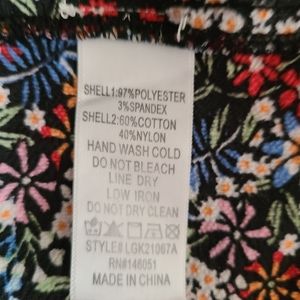 SHELL1:97%POLYESTER
3%SPANDEX
SHELL2:60%COTTON
40%NYLON
HAND WASH COLD
DO NOT BLEACH
LINE DRY
LOW IRON
DO NOT DRY CLEAN
STYLE# LGK21067A
RN#146051
MADE IN CHINA